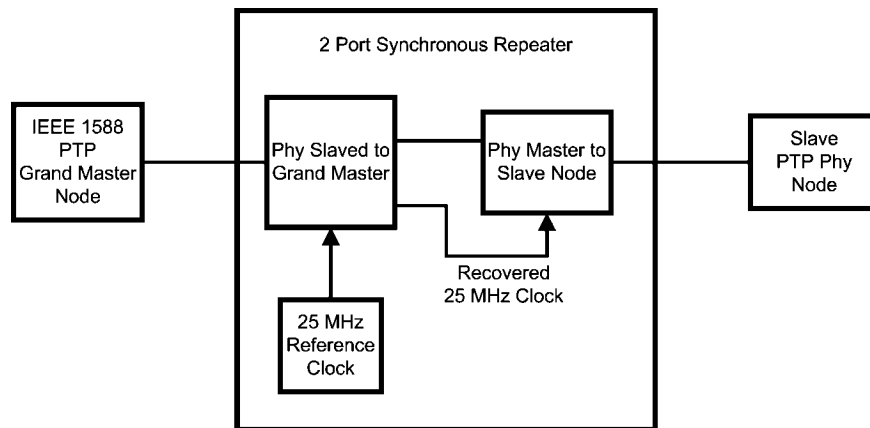 2 Port Synchronous Repeater
IEEE 1588
PTP
Grand Master
Node
Phy Slaved to
Grand Master
Phy Master to
Slave Node
Slave
PTP Phy
Node
Recovered
25 MHz Clock
25 MHz
Reference
Clock